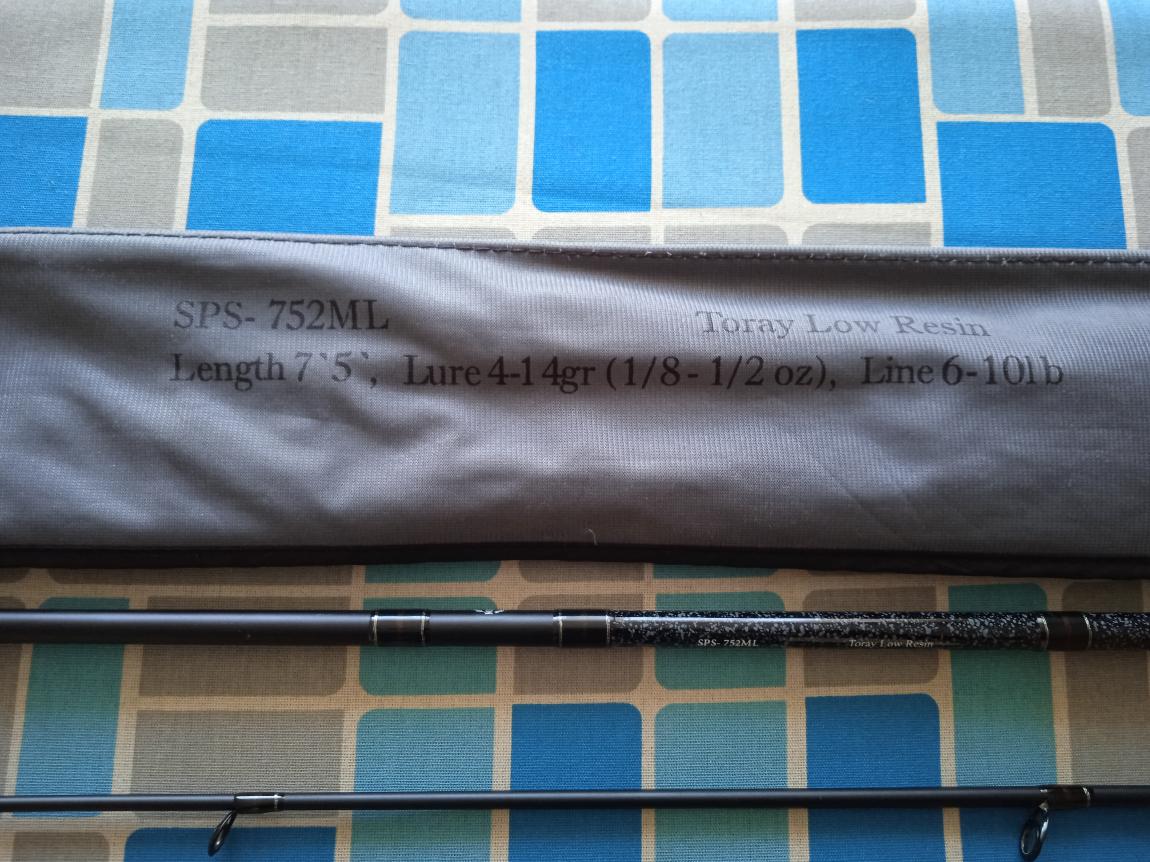 SPS- 752ML Toray Low Resin
Length 7`5`, Lure 4-14gr (1/8 - 1/2 oz), Line 6-10lb
SPS- 752ML Toray Low Resin